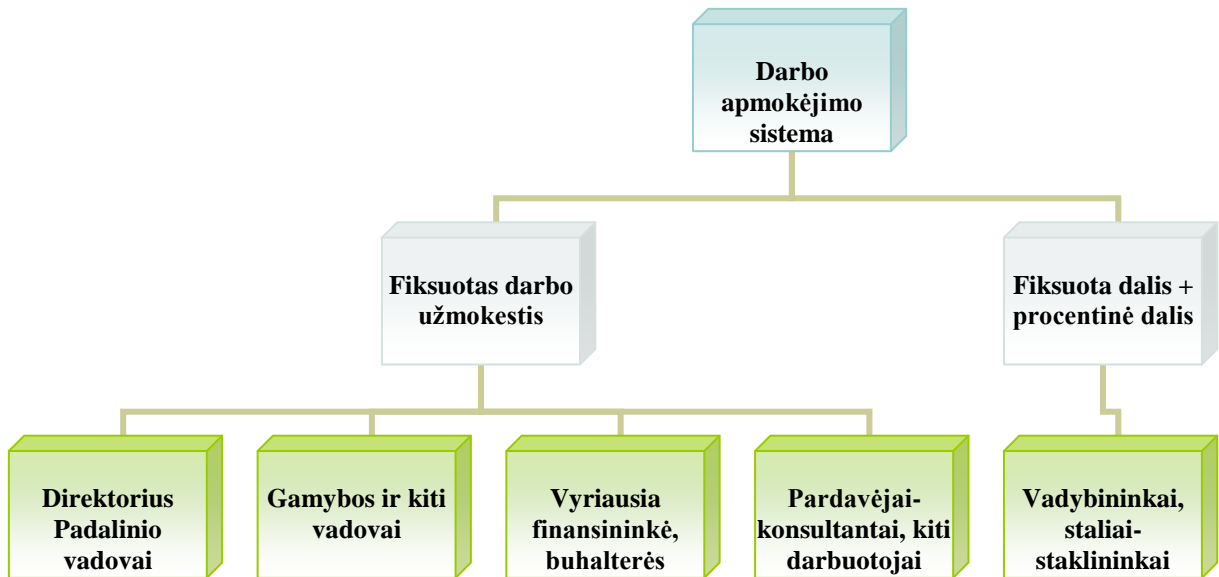 Darbo
apmokėjimo
sistema
Fiksuotas darbo
užmokestis
Fiksuota dalis +
procentinė dalis
Direktorius
Padalinio
vadovai
Gamybos ir kiti
vadovai
Vyriausia
finansininkė,
buhalterės
Pardavėjai-
konsultantai, kiti
darbuotojai
Vadybininkai,
staliai-
staklininkai